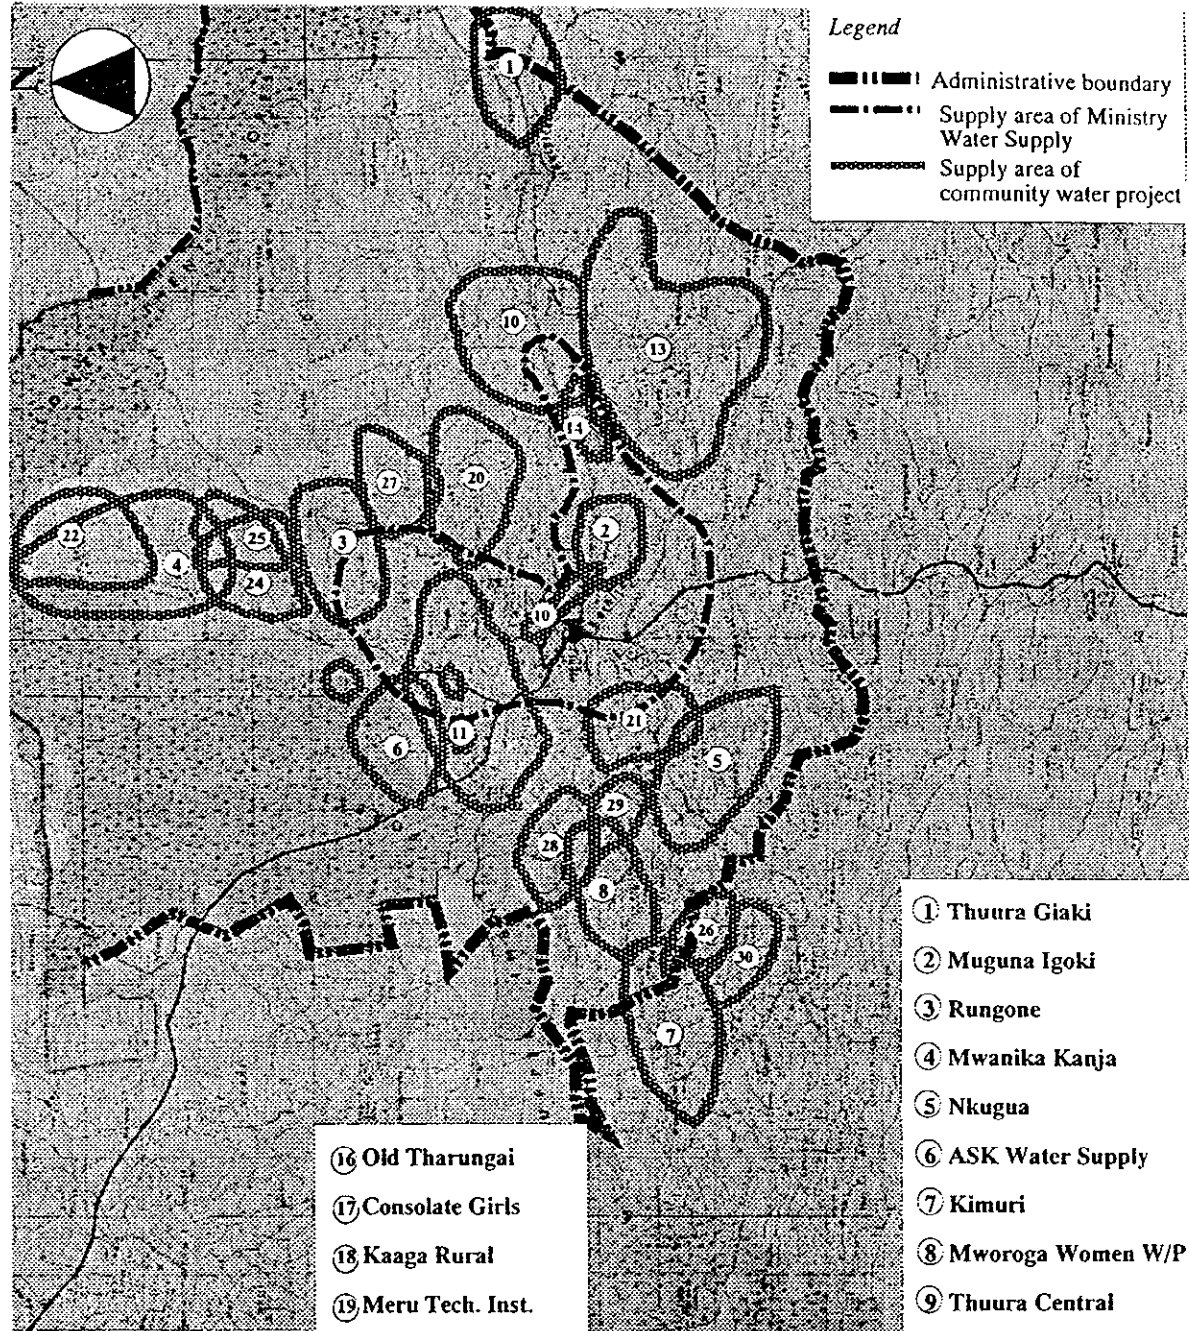 Legend
Administrative boundary
Supply area of Ministry
Water Supply
Supply area of
community water project
1
10
13
14
27
20
22
3
2
25
4
24
10
21
11
6
5
29
28
8
26
30
7
1 Thuura Giaki
2 Muguna Igoki
3 Rungone
4 Mwanika Kanja
5 Nkugua
6 ASK Water Supply
7 Kimuri
8 Mworoga Women W/P
9 Thuura Central
16 Old Tharungai
17 Consolate Girls
18 Kaaga Rural
19 Meru Tech. Inst.